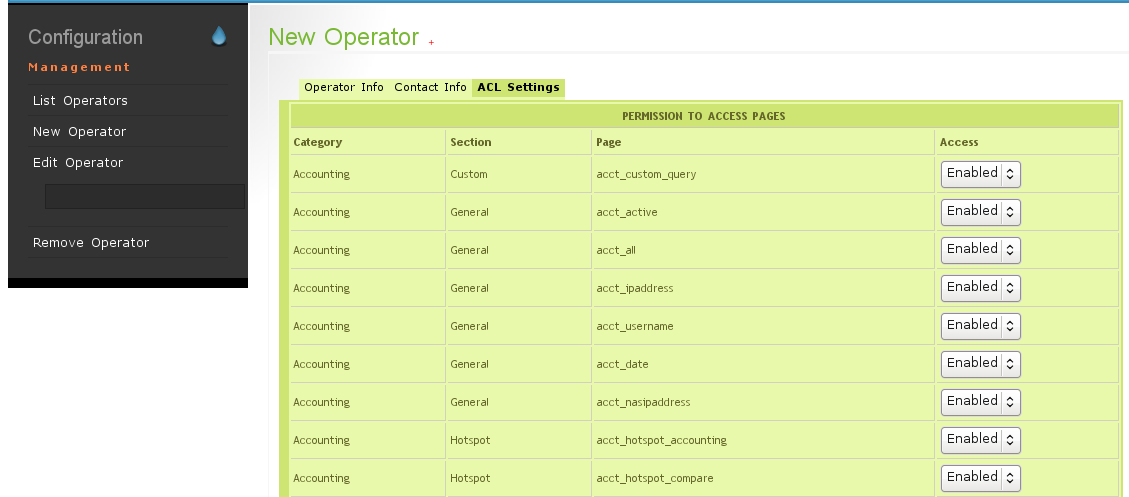 Configuration
Management
List Operators
New Operator
Edit Operator
Remove Operator
New Operator +
Operator Info Contact Info ACL Settings
PERMISSION TO ACCESS PAGES
Category Section Page Access
Accounting Custom acct_custom_query Enabled
Accounting General acct_active Enabled
Accounting General acct_all Enabled
Accounting General acct_ipaddress Enabled
Accounting General acct_username Enabled
Accounting General acct_date Enabled
Accounting General acct_nasipaddress Enabled
Accounting Hotspot acct_hotspot_accounting Enabled
Accounting Hotspot acct_hotspot_compare Enabled